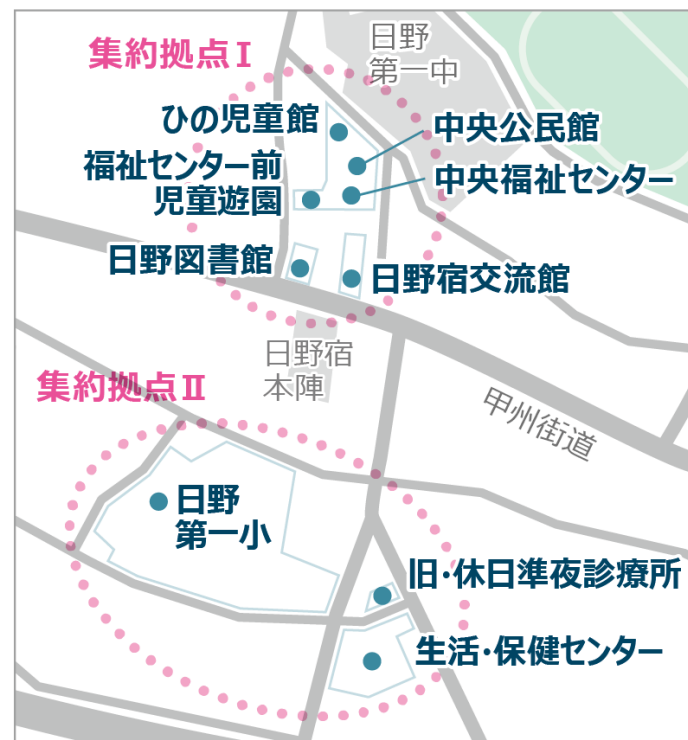 集約拠点Ⅰ
日野
第一中
ひの児童館
中央公民館
福祉センター前
児童遊園
中央福祉センター
日野図書館
日野宿交流館
日野宿
本陣
集約拠点Ⅱ
甲州街道
日野
第一小
旧・休日準夜診療所
生活・保健センター